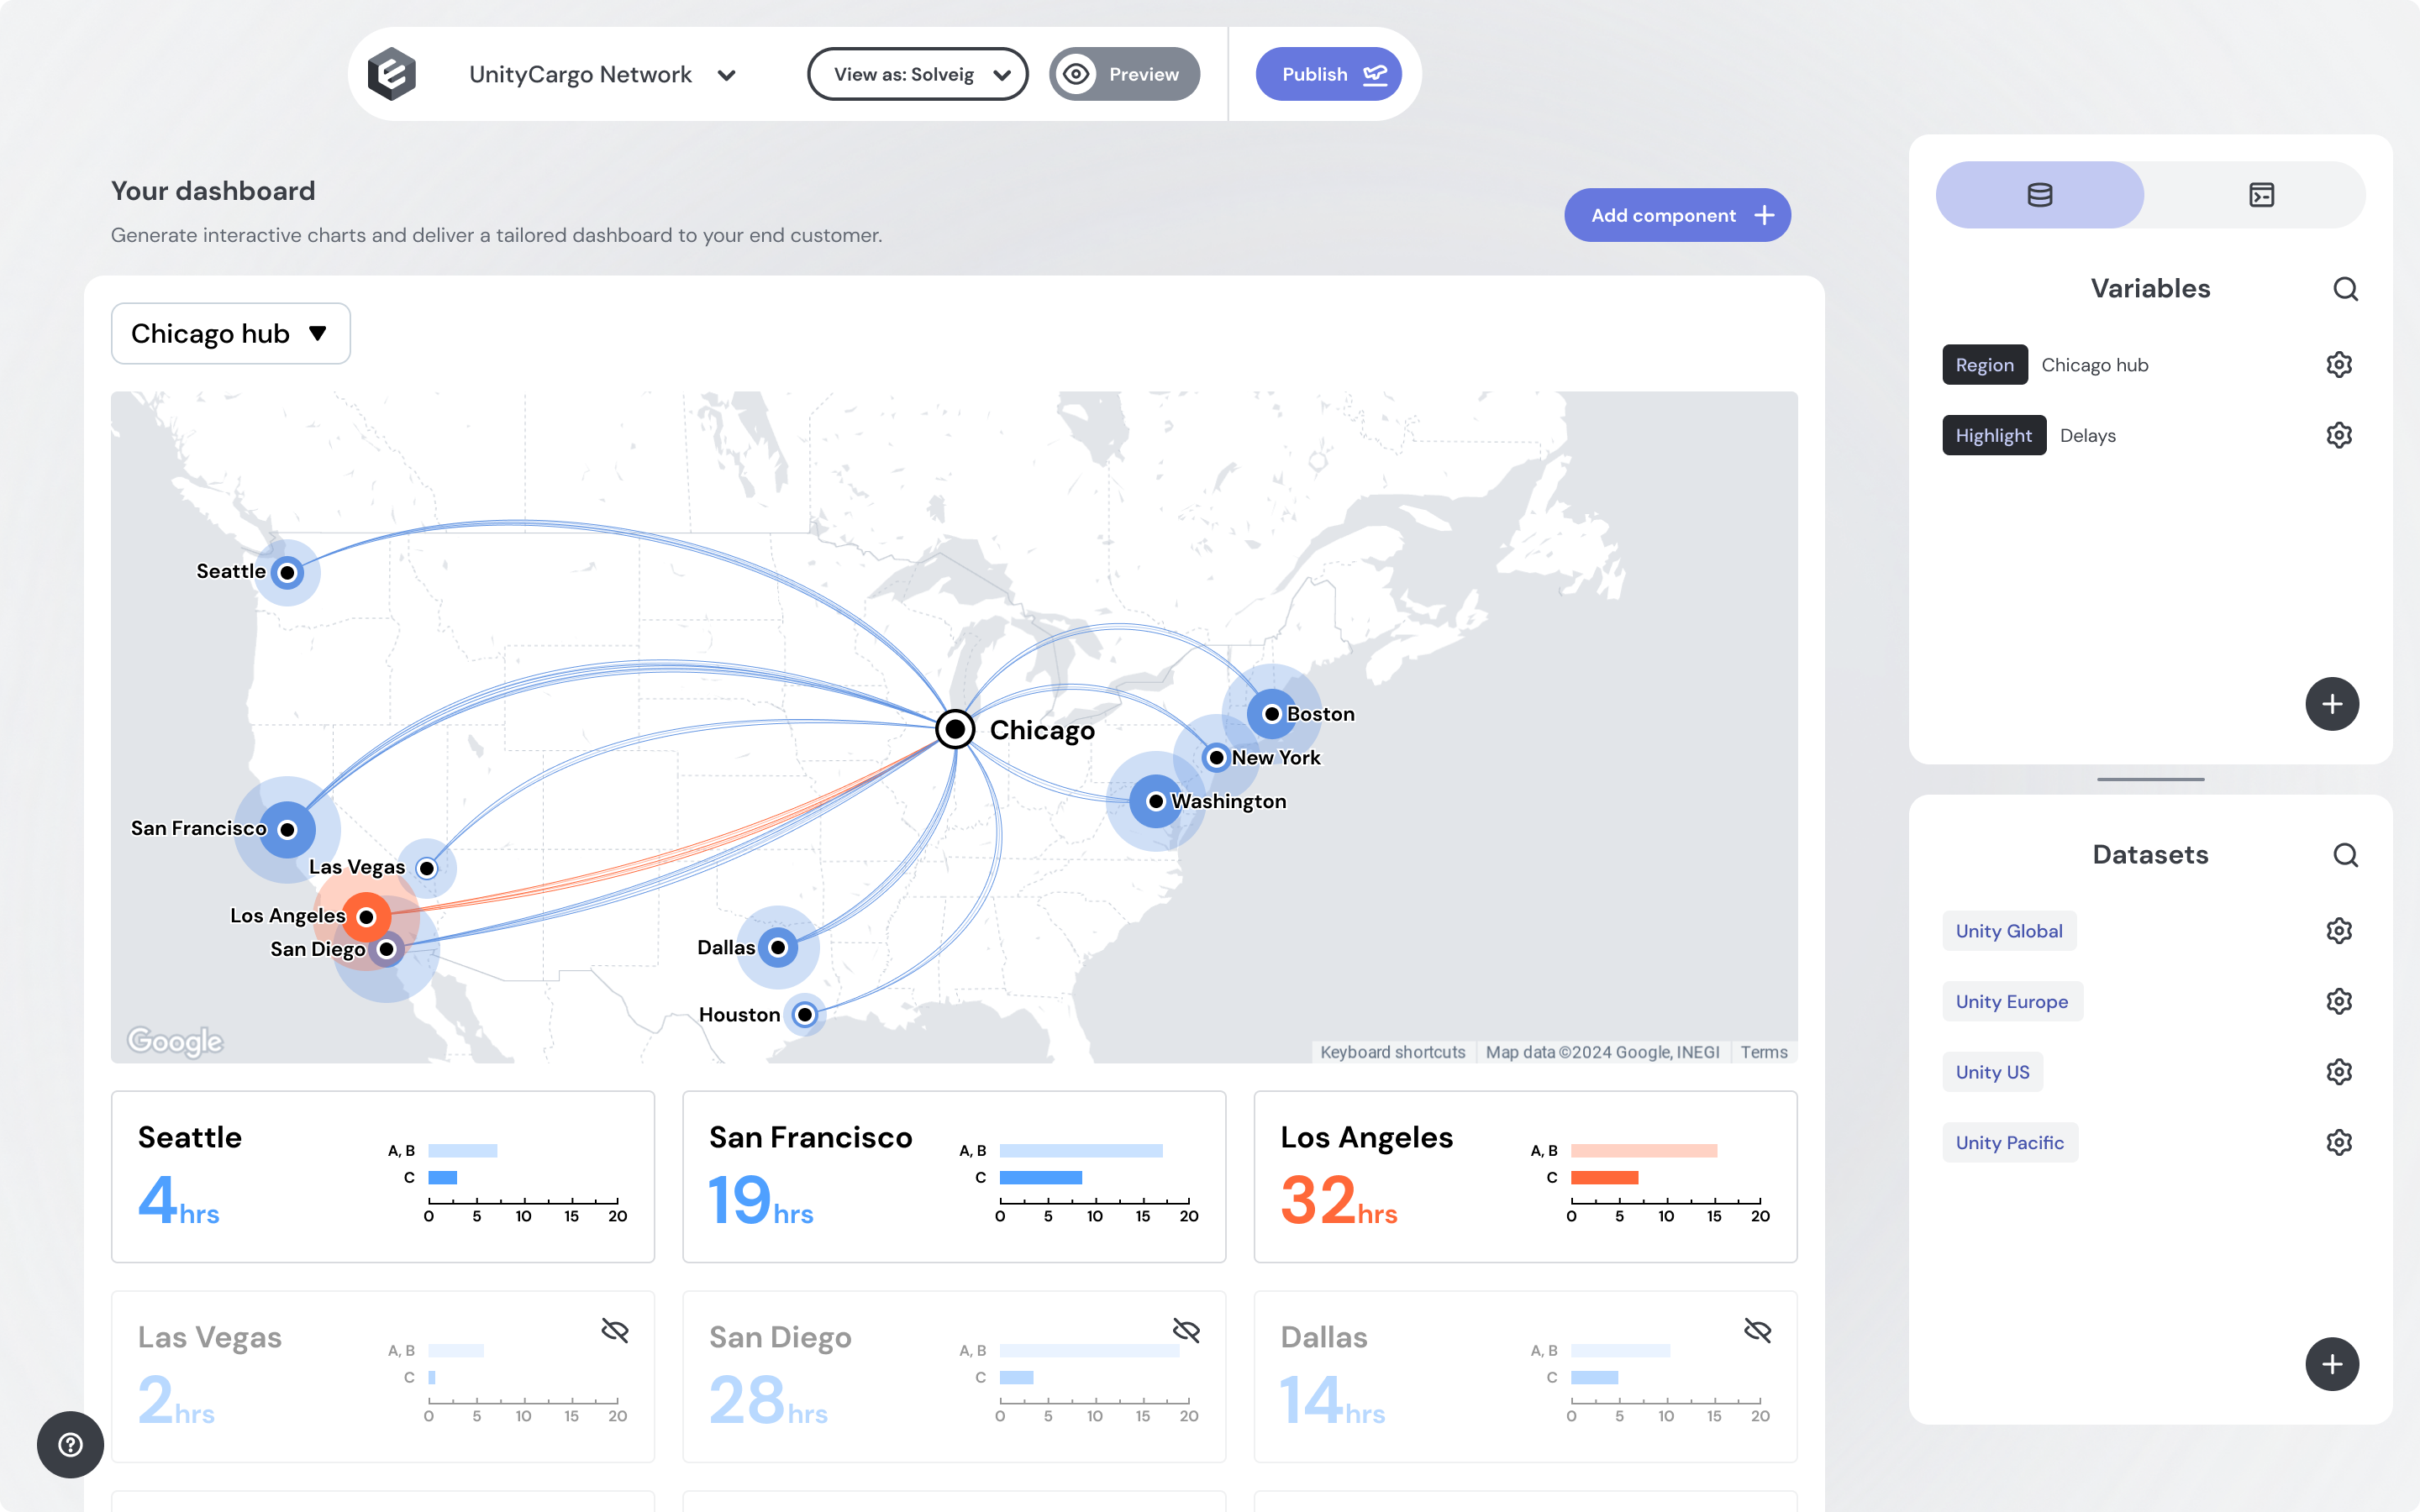 UnityCargo Network
View as: Solveig
Preview
Publish
Your dashboard
Generate interactive charts and deliver a tailored dashboard to your end customer.
Add component
Chicago hub
Seattle
Chicago
Boston
New York
Washington
San Francisco
Las Vegas
Los Angeles
San Diego
Dallas
Houston
Google
Keyboard shortcuts
Map data ©2024 Google, INEGI
Terms
Seattle
4hrs
A, B
C
0 5 10 15 20
San Francisco
19hrs
A, B
C
0 5 10 15 20
Los Angeles
32hrs
A, B
C
0 5 10 15 20
Las Vegas
2hrs
A, B
C
0 5 10 15 20
San Diego
28hrs
A, B
C
0 5 10 15 20
Dallas
14hrs
A, B
C
0 5 10 15 20
Variables
Region Chicago hub
Highlight Delays
Datasets
Unity Global
Unity Europe
Unity US
Unity Pacific